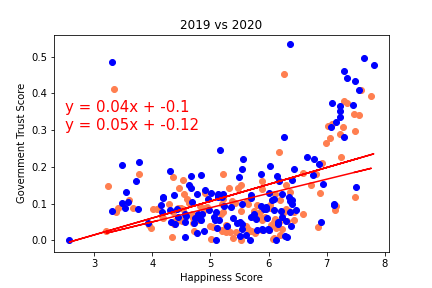 2019 vs 2020
Government Trust Score
0.5
0.4
0.3
0.2
0.1
0.0
y = 0.04x + -0.1
y = 0.05x + -0.12
3 4 5 6 7 8
Happiness Score